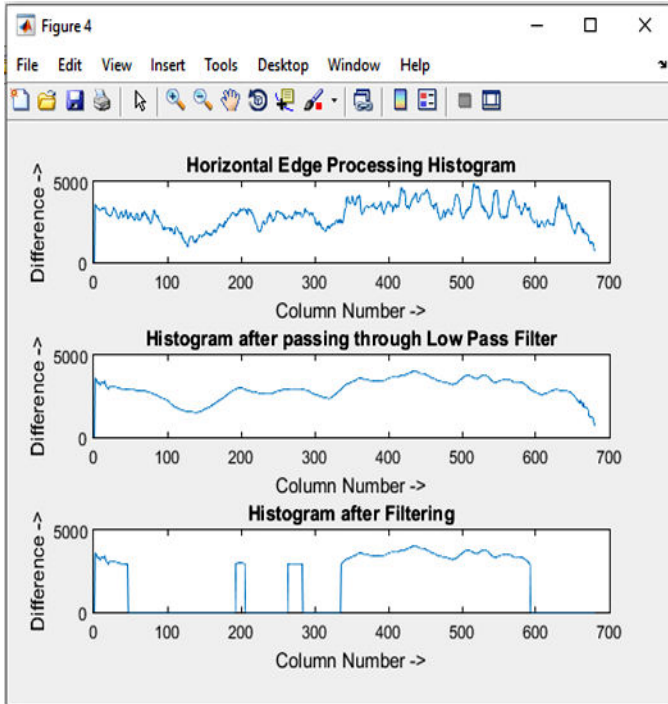 Figure 4
File Edit View Insert Tools Desktop Window Help
Horizontal Edge Processing Histogram
Difference ->
5000
0
0 100 200 300 400 500 600 700
Column Number ->
Histogram after passing through Low Pass Filter
Difference ->
5000
0
0 100 200 300 400 500 600 700
Column Number ->
Histogram after Filtering
Difference ->
5000
0
0 100 200 300 400 500 600 700
Column Number ->